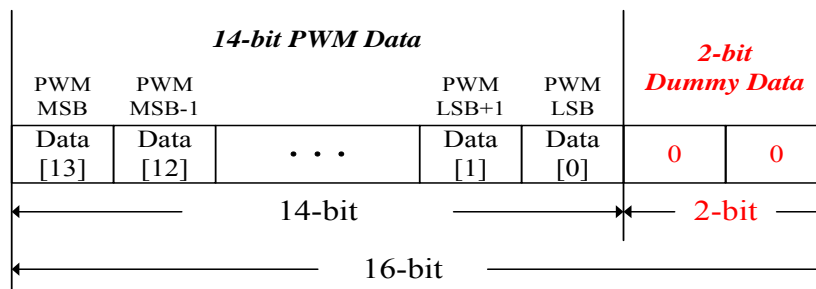 14-bit PWM Data
2-bit
Dummy Data
PWM MSB
PWM MSB-1
PWM LSB+1
PWM LSB
Data [13]
Data [12]
. . .
Data [1]
Data [0]
0
0
14-bit
2-bit
16-bit